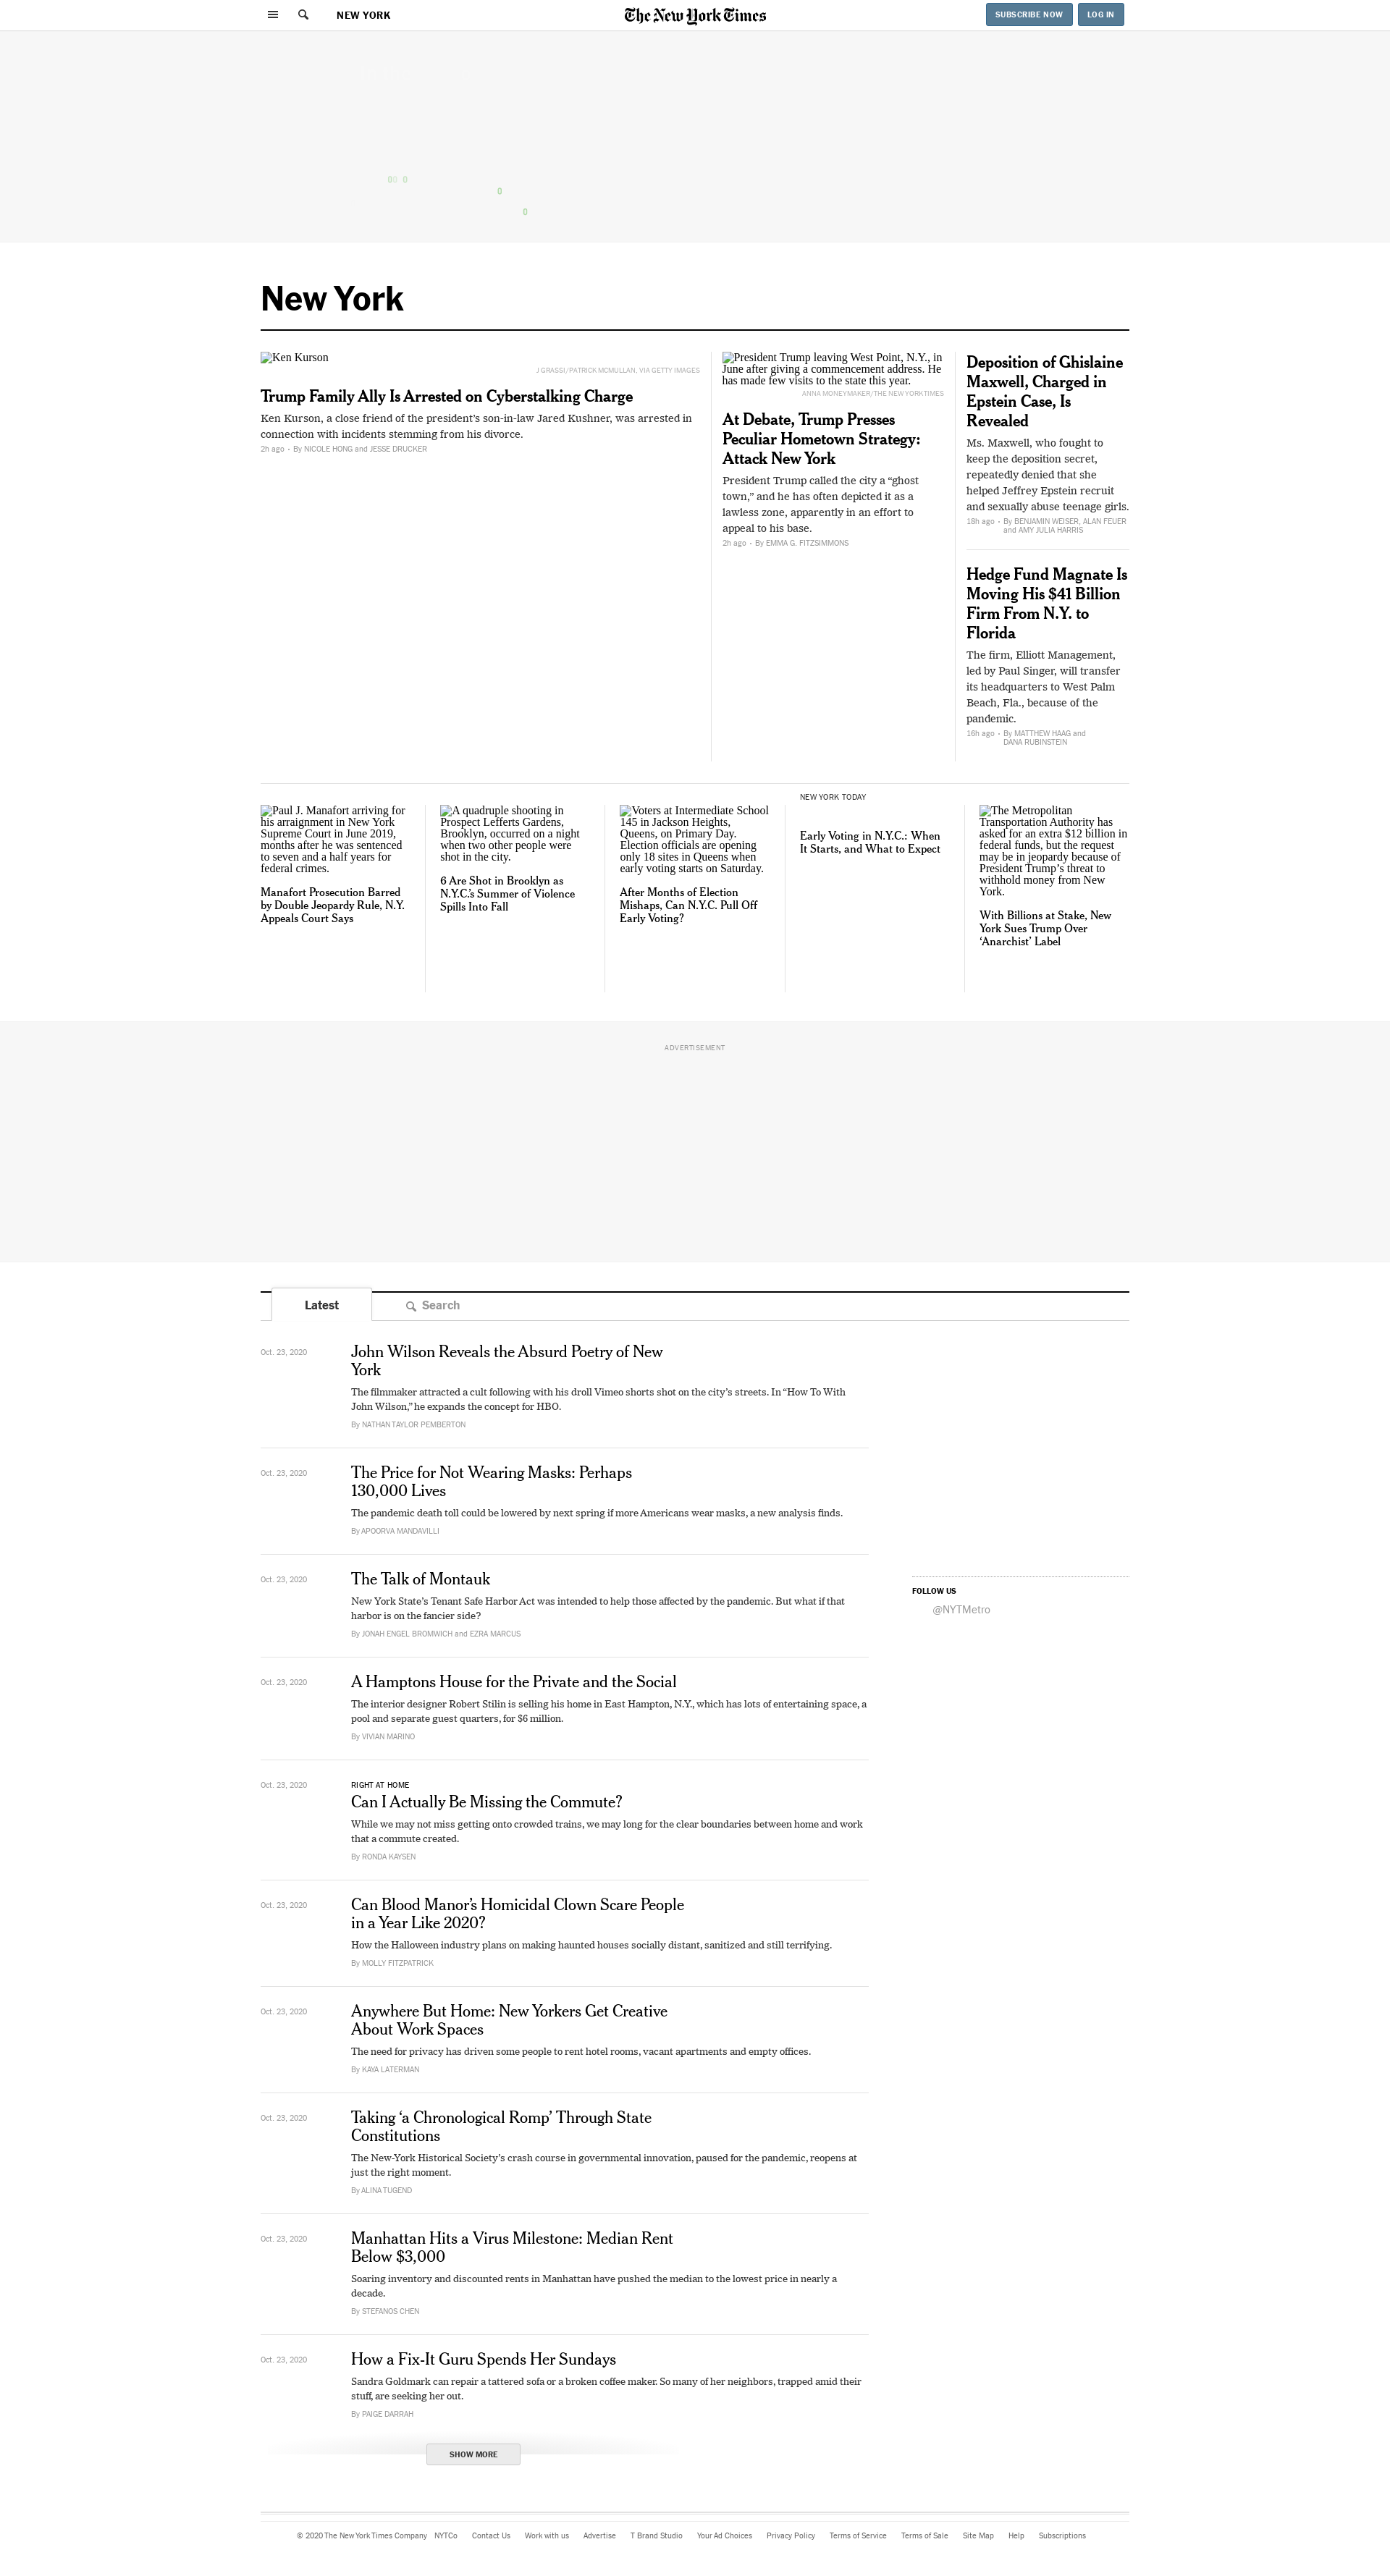 NEW YORK
The New York Times
SUBSCRIBE NOW
LOG IN
00 0
0
0
New York
Ken Kurson
J GRASSI/PATRICK MCMULLAN, VIA GETTY IMAGES
Trump Family Ally Is Arrested on Cyberstalking Charge
Ken Kurson, a close friend of the president’s son-in-law Jared Kushner, was arrested in
connection with incidents stemming from his divorce.
2h ago • By NICOLE HONG and JESSE DRUCKER
President Trump leaving West Point, N.Y., in
June after giving a commencement address. He
has made few visits to the state this year.
ANNA MONEYMAKER/THE NEW YORK TIMES
At Debate, Trump Presses
Peculiar Hometown Strategy:
Attack New York
President Trump called the city a “ghost
town,” and he has often depicted it as a
lawless zone, apparently in an effort to
appeal to his base.
2h ago • By EMMA G. FITZSIMMONS
Deposition of Ghislaine
Maxwell, Charged in
Epstein Case, Is
Revealed
Ms. Maxwell, who fought to
keep the deposition secret,
repeatedly denied that she
helped Jeffrey Epstein recruit
and sexually abuse teenage girls.
18h ago • By BENJAMIN WEISER, ALAN FEUER
and AMY JULIA HARRIS
Hedge Fund Magnate Is
Moving His $41 Billion
Firm From N.Y. to
Florida
The firm, Elliott Management,
led by Paul Singer, will transfer
its headquarters to West Palm
Beach, Fla., because of the
pandemic.
16h ago • By MATTHEW HAAG and
DANA RUBINSTEIN
Paul J. Manafort arriving for
his arraignment in New York
Supreme Court in June 2019,
months after he was sentenced
to seven and a half years for
federal crimes.
Manafort Prosecution Barred
by Double Jeopardy Rule, N.Y.
Appeals Court Says
A quadruple shooting in
Prospect Lefferts Gardens,
Brooklyn, occurred on a night
when two other people were
shot in the city.
6 Are Shot in Brooklyn as
N.Y.C.’s Summer of Violence
Spills Into Fall
Voters at Intermediate School
145 in Jackson Heights,
Queens, on Primary Day.
Election officials are opening
only 18 sites in Queens when
early voting starts on Saturday.
After Months of Election
Mishaps, Can N.Y.C. Pull Off
Early Voting?
NEW YORK TODAY
Early Voting in N.Y.C.: When
It Starts, and What to Expect
The Metropolitan
Transportation Authority has
asked for an extra $12 billion in
federal funds, but the request
may be in jeopardy because of
President Trump’s threat to
withhold money from New
York.
With Billions at Stake, New
York Sues Trump Over
‘Anarchist’ Label
ADVERTISEMENT
Latest
Search
Oct. 23, 2020
John Wilson Reveals the Absurd Poetry of New
York
The filmmaker attracted a cult following with his droll Vimeo shorts shot on the city’s streets. In “How To With
John Wilson,” he expands the concept for HBO.
By NATHAN TAYLOR PEMBERTON
Oct. 23, 2020
The Price for Not Wearing Masks: Perhaps
130,000 Lives
The pandemic death toll could be lowered by next spring if more Americans wear masks, a new analysis finds.
By APOORVA MANDAVILLI
Oct. 23, 2020
The Talk of Montauk
New York State’s Tenant Safe Harbor Act was intended to help those affected by the pandemic. But what if that
harbor is on the fancier side?
By JONAH ENGEL BROMWICH and EZRA MARCUS
FOLLOW US
@NYTMetro
Oct. 23, 2020
A Hamptons House for the Private and the Social
The interior designer Robert Stilin is selling his home in East Hampton, N.Y., which has lots of entertaining space, a
pool and separate guest quarters, for $6 million.
By VIVIAN MARINO
Oct. 23, 2020
RIGHT AT HOME
Can I Actually Be Missing the Commute?
While we may not miss getting onto crowded trains, we may long for the clear boundaries between home and work
that a commute created.
By RONDA KAYSEN
Oct. 23, 2020
Can Blood Manor’s Homicidal Clown Scare People
in a Year Like 2020?
How the Halloween industry plans on making haunted houses socially distant, sanitized and still terrifying.
By MOLLY FITZPATRICK
Oct. 23, 2020
Anywhere But Home: New Yorkers Get Creative
About Work Spaces
The need for privacy has driven some people to rent hotel rooms, vacant apartments and empty offices.
By KAYA LATERMAN
Oct. 23, 2020
Taking ‘a Chronological Romp’ Through State
Constitutions
The New-York Historical Society’s crash course in governmental innovation, paused for the pandemic, reopens at
just the right moment.
By ALINA TUGEND
Oct. 23, 2020
Manhattan Hits a Virus Milestone: Median Rent
Below $3,000
Soaring inventory and discounted rents in Manhattan have pushed the median to the lowest price in nearly a
decade.
By STEFANOS CHEN
Oct. 23, 2020
How a Fix-It Guru Spends Her Sundays
Sandra Goldmark can repair a tattered sofa or a broken coffee maker. So many of her neighbors, trapped amid their
stuff, are seeking her out.
By PAIGE DARRAH
SHOW MORE
© 2020 The New York Times Company NYTCo Contact Us Work with us Advertise T Brand Studio Your Ad Choices Privacy Policy Terms of Service Terms of Sale Site Map Help Subscriptions